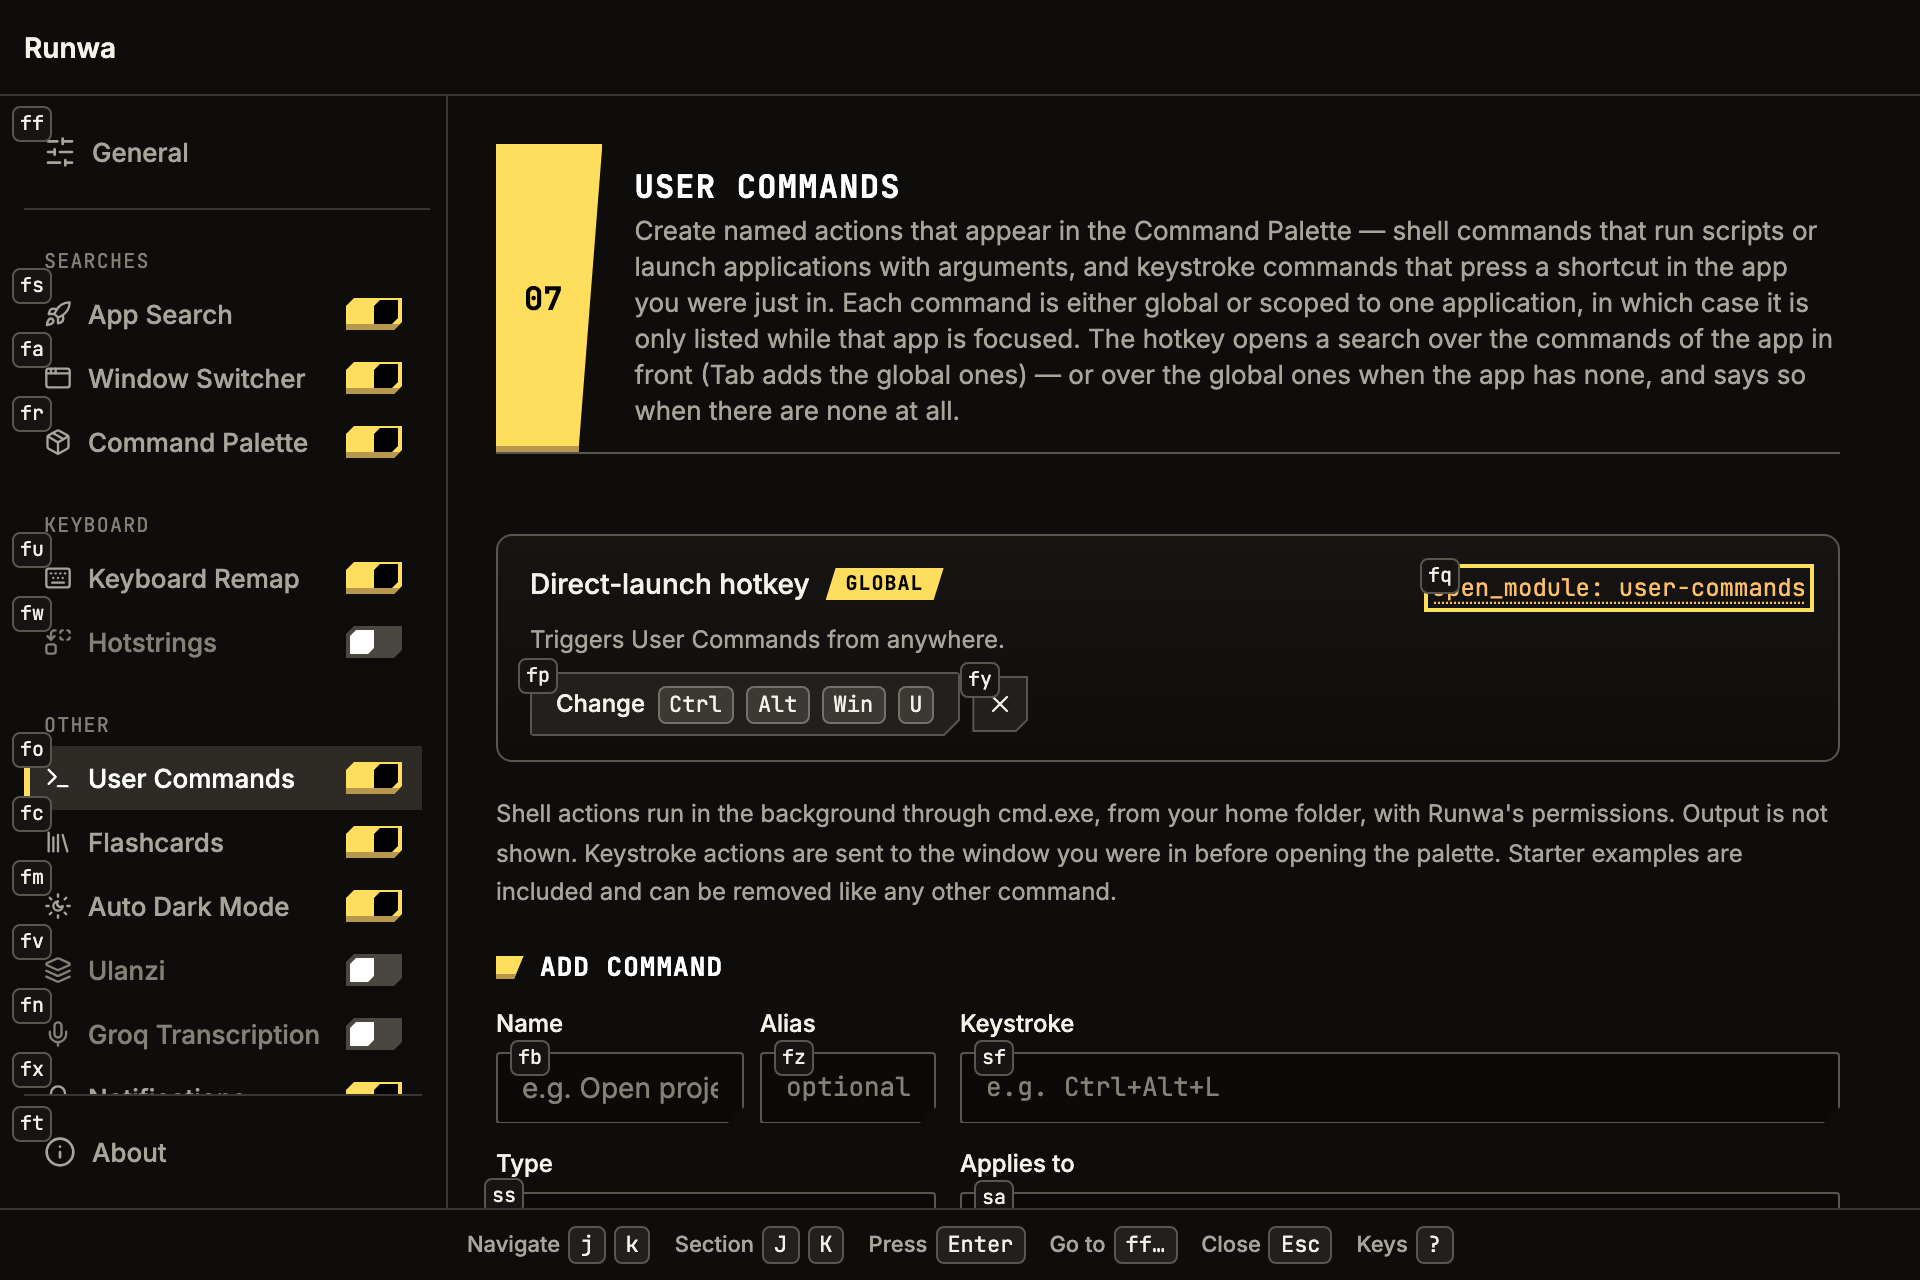 Runwa
ff
General
SEARCHES
fs
App Search
fa
Window Switcher
fr
Command Palette
KEYBOARD
fu
Keyboard Remap
fw
Hotstrings
OTHER
fo
User Commands
fc
Flashcards
fm
Auto Dark Mode
fv
Ulanzi
fn
Groq Transcription
fx
ft
About
07
USER COMMANDS
Create named actions that appear in the Command Palette — shell commands that run scripts or
launch applications with arguments, and keystroke commands that press a shortcut in the app
you were just in. Each command is either global or scoped to one application, in which case it is
only listed while that app is focused. The hotkey opens a search over the commands of the app in
front (Tab adds the global ones) — or over the global ones when the app has none, and says so
when there are none at all.
Direct-launch hotkey GLOBAL
fq
pen_module: user-commands
Triggers User Commands from anywhere.
fp
Change Ctrl Alt Win U
fy
Shell actions run in the background through cmd.exe, from your home folder, with Runwa's permissions. Output is not
shown. Keystroke actions are sent to the window you were in before opening the palette. Starter examples are
included and can be removed like any other command.
ADD COMMAND
Name Alias Keystroke
fb fz sf
e.g. Open proje optional e.g. Ctrl+Alt+L
Type Applies to
ss sa
Navigate j k Section J K Press Enter Go to ff… Close Esc Keys ?